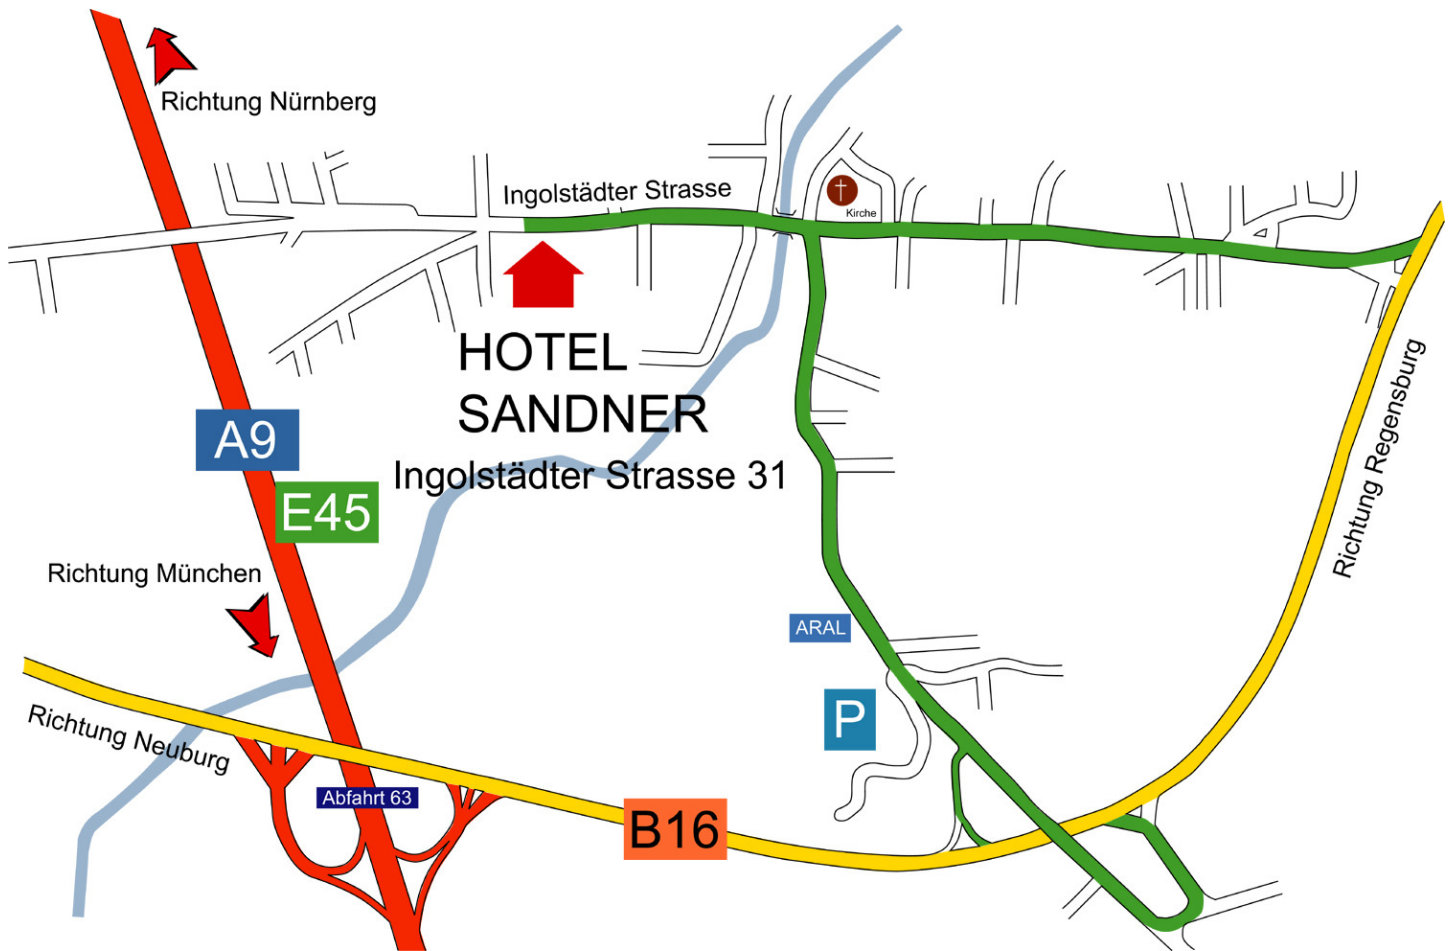 Richtung Nürnberg
Ingolstädter Strasse
Kirche
HOTEL
SANDNER
Ingolstädter Strasse 31
A9
E45
Richtung München
Richtung Regensburg
ARAL
P
Richtung Neuburg
Abfahrt 63
B16